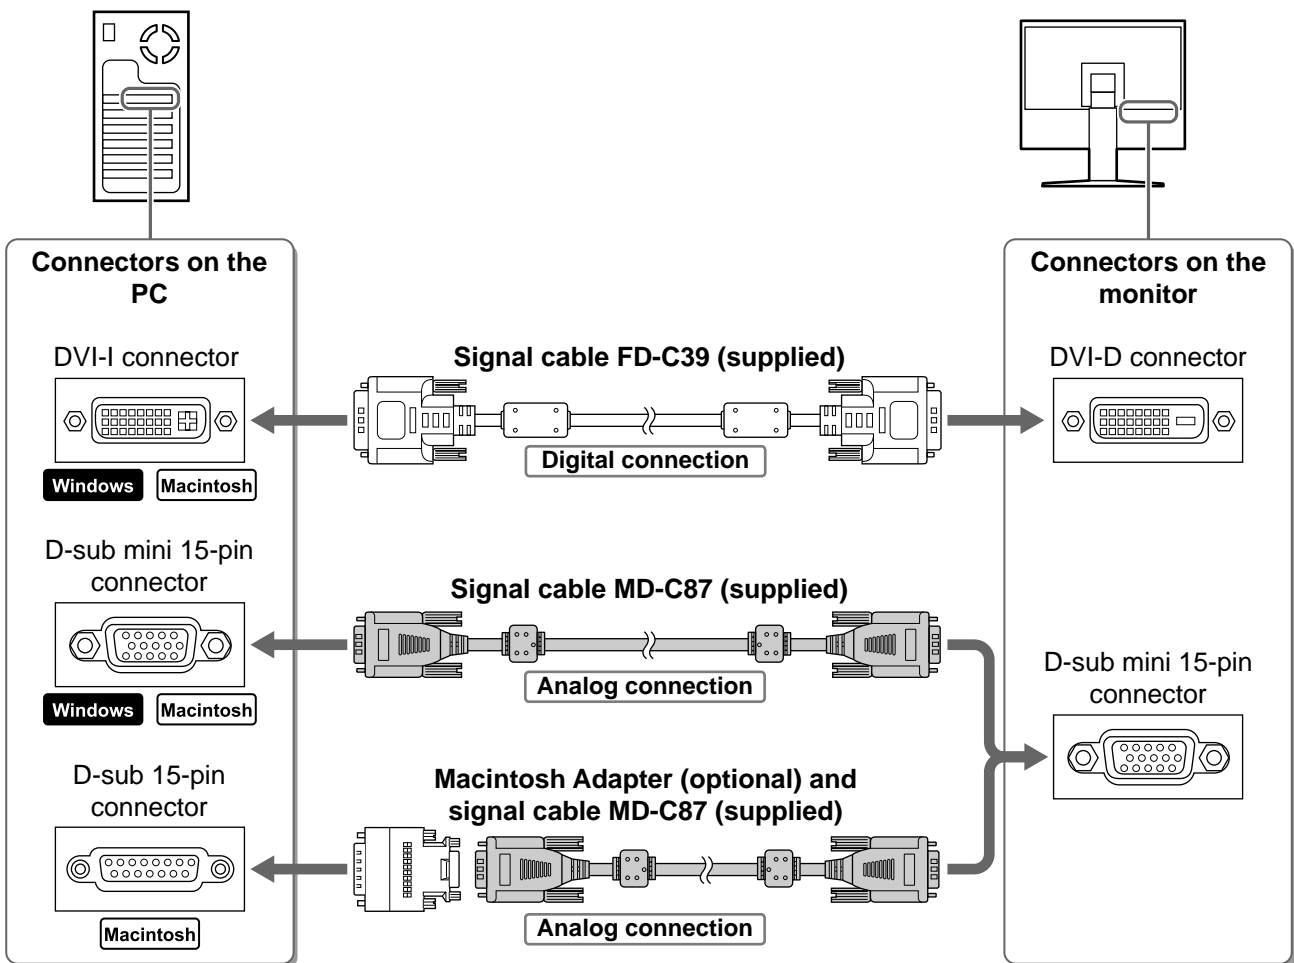 Connectors on the
PC
DVI-I connector
Windows Macintosh
D-sub mini 15-pin
connector
Windows Macintosh
D-sub 15-pin
connector
Macintosh
Signal cable FD-C39 (supplied)
Digital connection
Signal cable MD-C87 (supplied)
Analog connection
Macintosh Adapter (optional) and
signal cable MD-C87 (supplied)
Analog connection
Connectors on the
monitor
DVI-D connector
D-sub mini 15-pin
connector